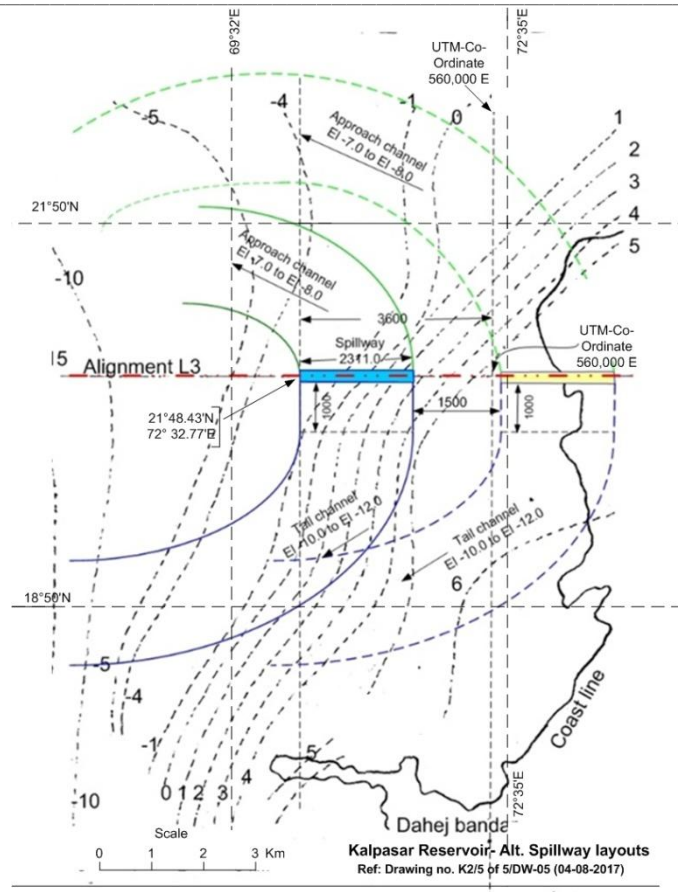 69°32'E
UTM-Co-
Ordinate
560,000 E
72°35'E
-5
-4
-1
0
1
2
3
4
5
Approach channel
El -7.0 to El -8.0
21°50'N
Approach channel
El -7.0 to El -8.0
-10
3600
Spillway
2311.0
UTM-Co-
Ordinate
560,000 E
15
Alignment L3
21°48.43'N
72° 32.77'E
1000
1500
1000
Tail channel
El -10.0 to El -12.0
Tail channel
El -10.0 to El -12.0
6
18°50'N
-5
-4
-1
0 1 2 3 4 5
-10
Coast line
72°35'E
Dahej banda
Scale
0 1 2 3 Km
Kalpasar Reservoir- Alt. Spillway layouts
Ref: Drawing no. K2/5 of 5/DW-05 (04-08-2017)